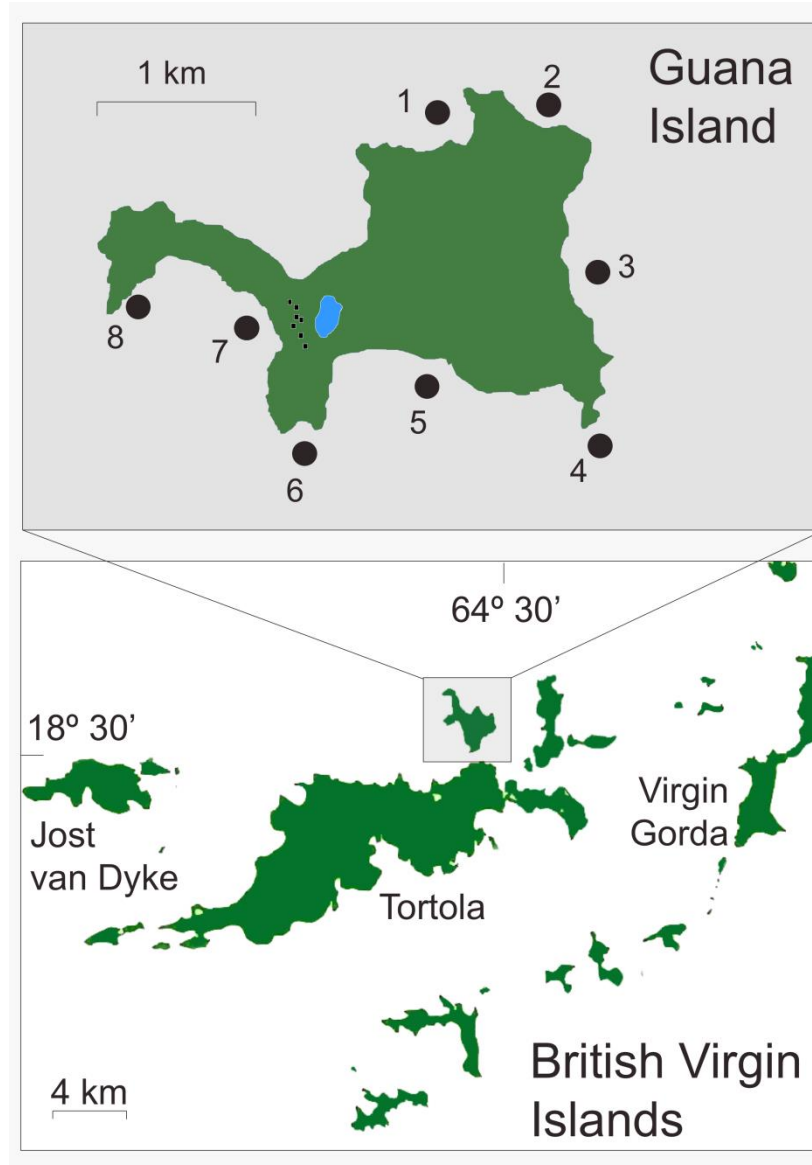 Guana
Island
1 km
1
2
3
4
5
6
7
8
64º 30’
18º 30’
Jost
van Dyke
Tortola
Virgin
Gorda
4 km
British Virgin
Islands